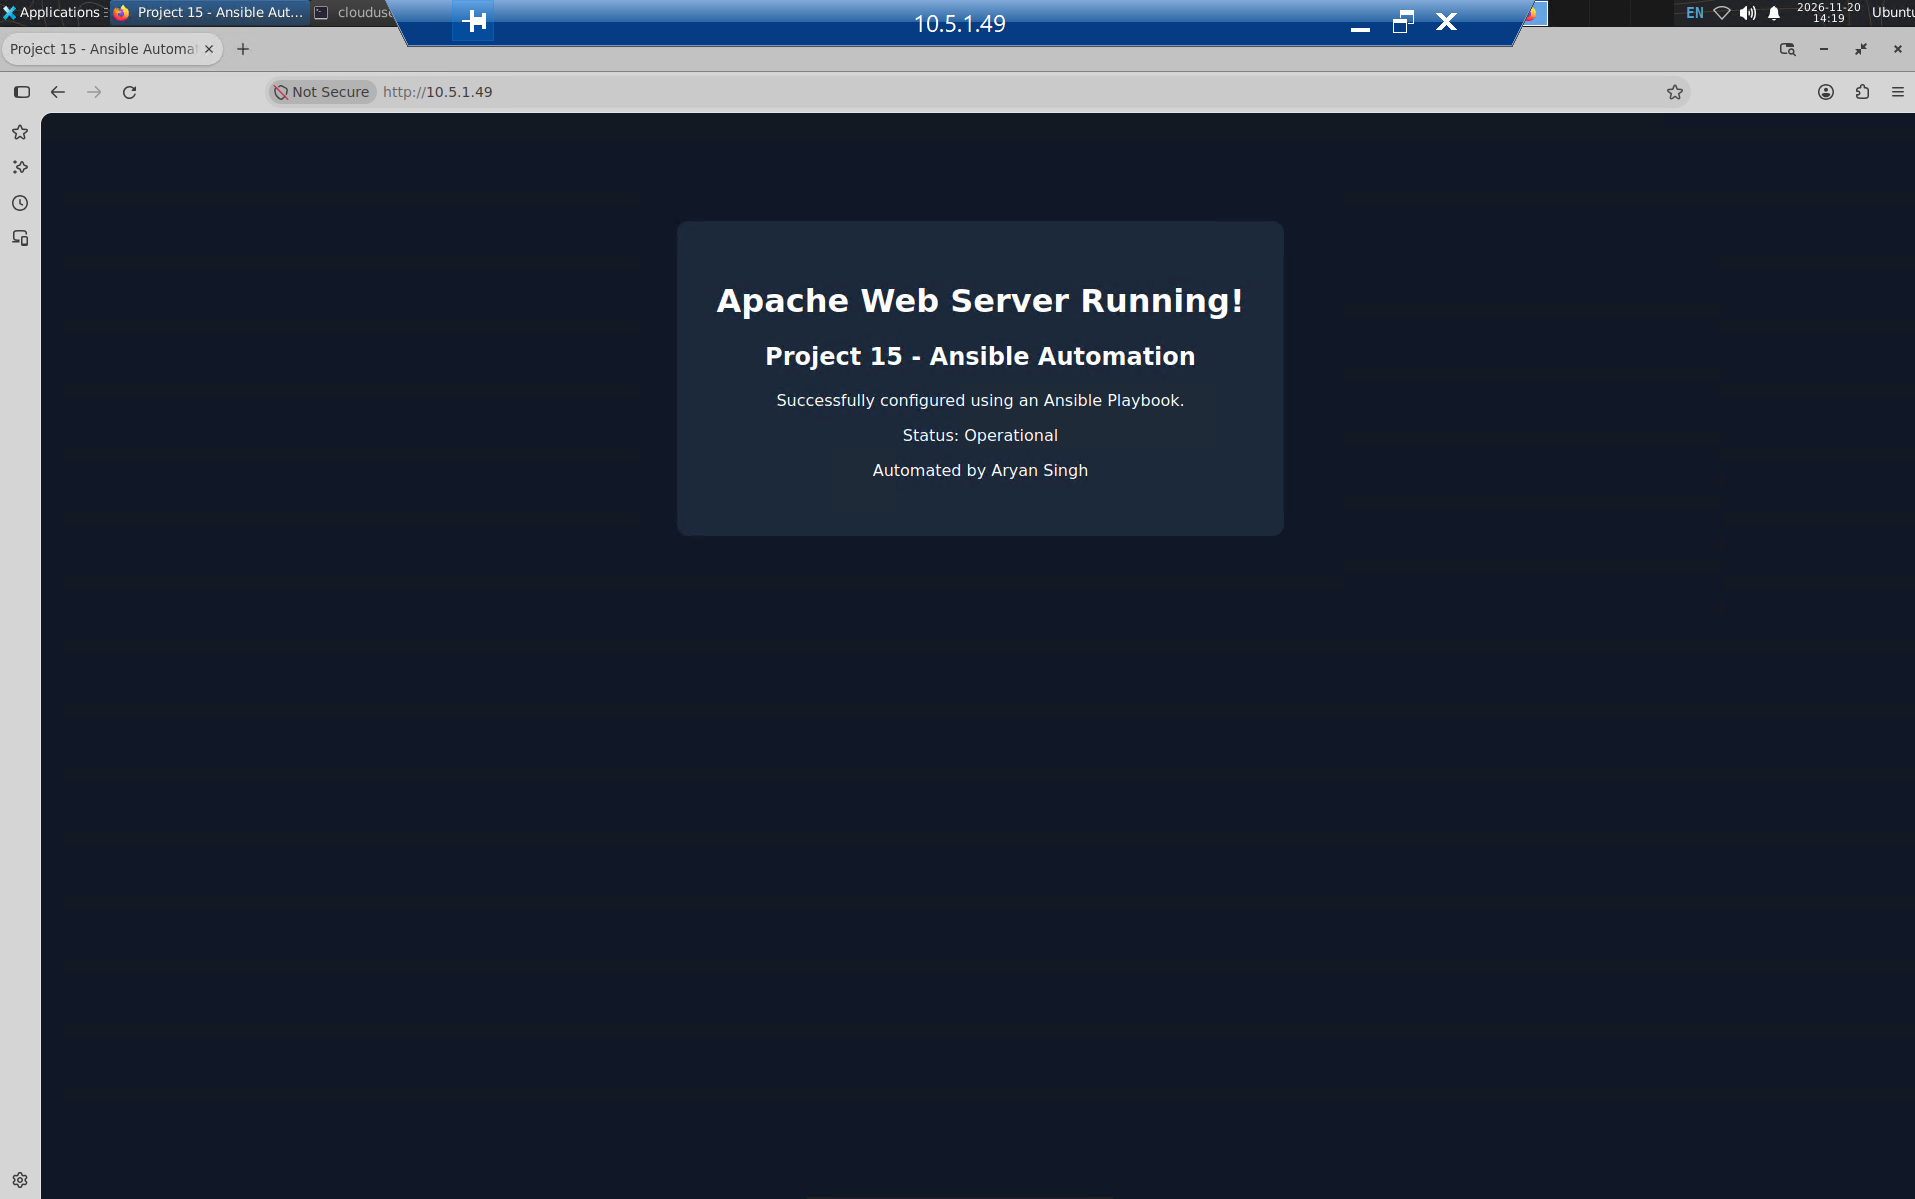 Applications
Project 15 - Ansible Aut...
10.5.1.49
EN
2026-11-20
14:19
Project 15 - Ansible
Not Secure
http://10.5.1.49
Apache Web Server Running!
Project 15 - Ansible Automation
Successfully configured using an Ansible Playbook.
Status: Operational
Automated by Aryan Singh